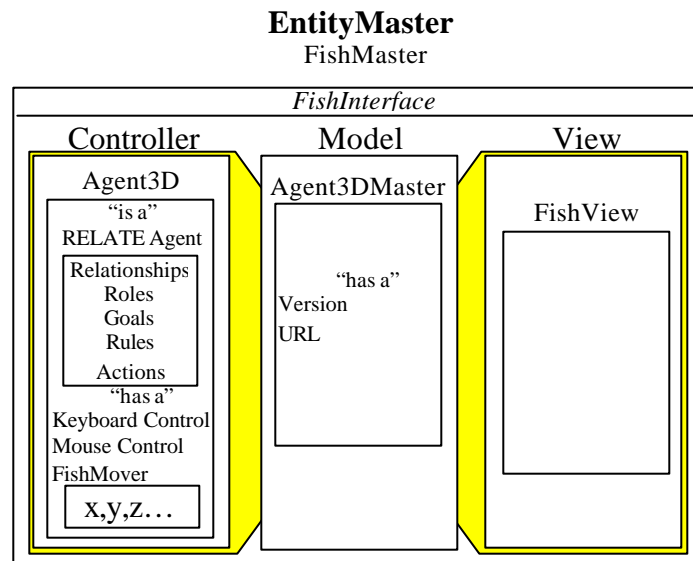 EntityMaster
FishMaster
FishInterface
Controller
Agent3D
“is a”
RELATE Agent
Relationships
Roles
Goals
Rules
Actions
“has a”
Keyboard Control
Mouse Control
FishMover
x,y,z…
Model
Agent3DMaster
“has a”
Version
URL
View
FishView